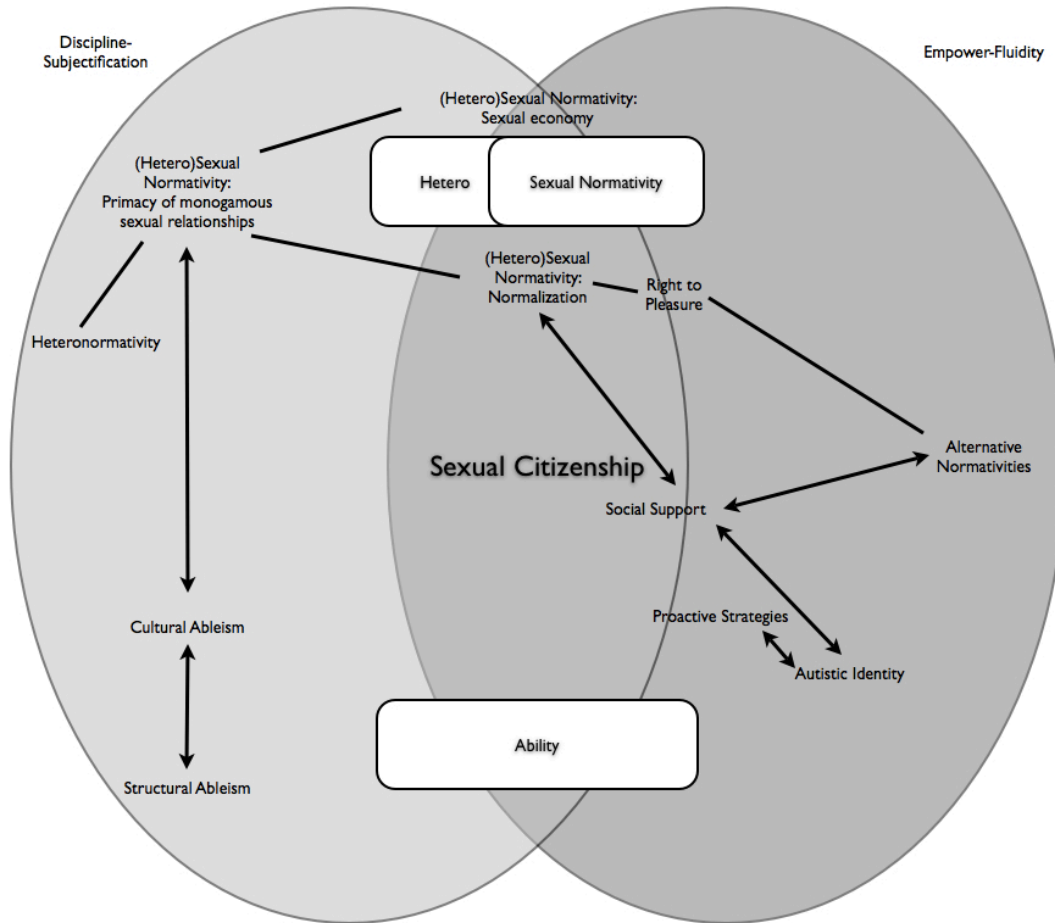 Discipline-
Subjectification
Empower-Fluidity
(Hetero)Sexual Normativity:
Sexual economy
(Hetero)Sexual
Normativity:
Primacy of monogamous
sexual relationships
Hetero
Sexual Normativity
(Hetero)Sexual
Normativity:
Normalization
Right to
Pleasure
Heteronormativity
Alternative
Normativities
Sexual Citizenship
Social Support
Proactive Strategies
Cultural Ableism
Autistic Identity
Ability
Structural Ableism